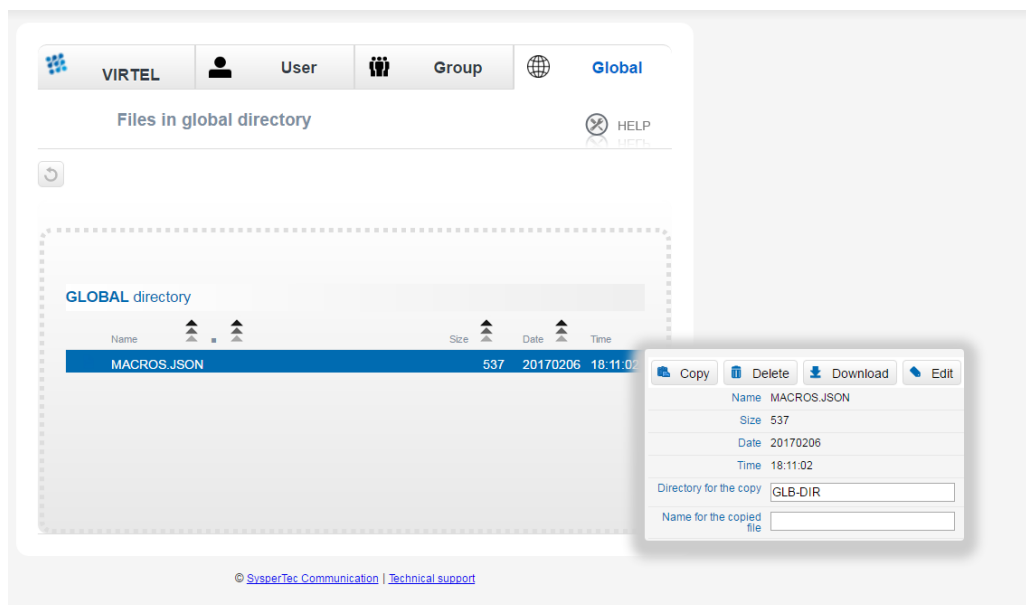 VIRTEL User Group Global
Files in global directory
HELP
GLOBAL directory
Name Size Date Time
MACROS.JSON 537 20170206 18:11:02
Copy Delete Download Edit
Name MACROS.JSON
Size 537
Date 20170206
Time 18:11:02
Directory for the copy GLB-DIR
Name for the copied
file
© SysperTec Communication | Technical support